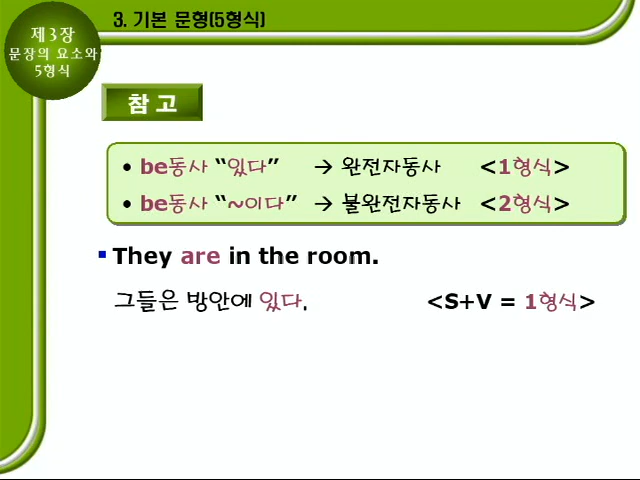 3. 기본 문형(5형식)
제3장
문장의 요소와
5형식
참고
• be동사 “있다” → 완전자동사 <1형식>
• be동사 “~이다” → 불완전자동사 <2형식>
They are in the room.
그들은 방안에 있다. <S+V = 1형식>